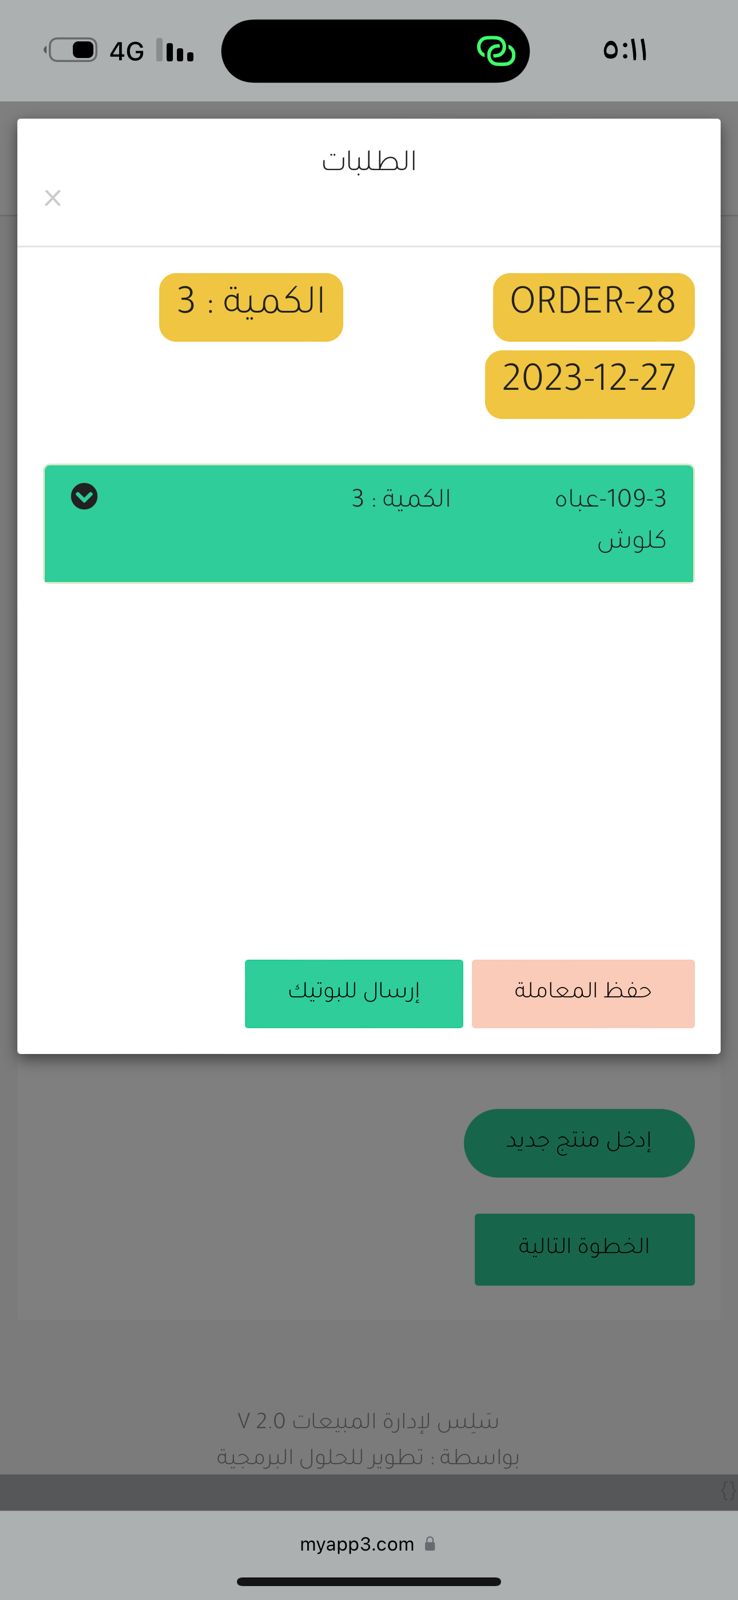 ٥:١١
4G
الطلبات
ORDER-28
الكمية : 3
2023-12-27
3-109-عباه
كلوش
الكمية : 3
حفظ المعاملة
إرسال للبوتيك
إدخل منتج جديد
الخطوة التالية
سَلِس لإدارة المبيعات V 2.0
بواسطة : تطوير للحلول البرمجية
{}
myapp3.com